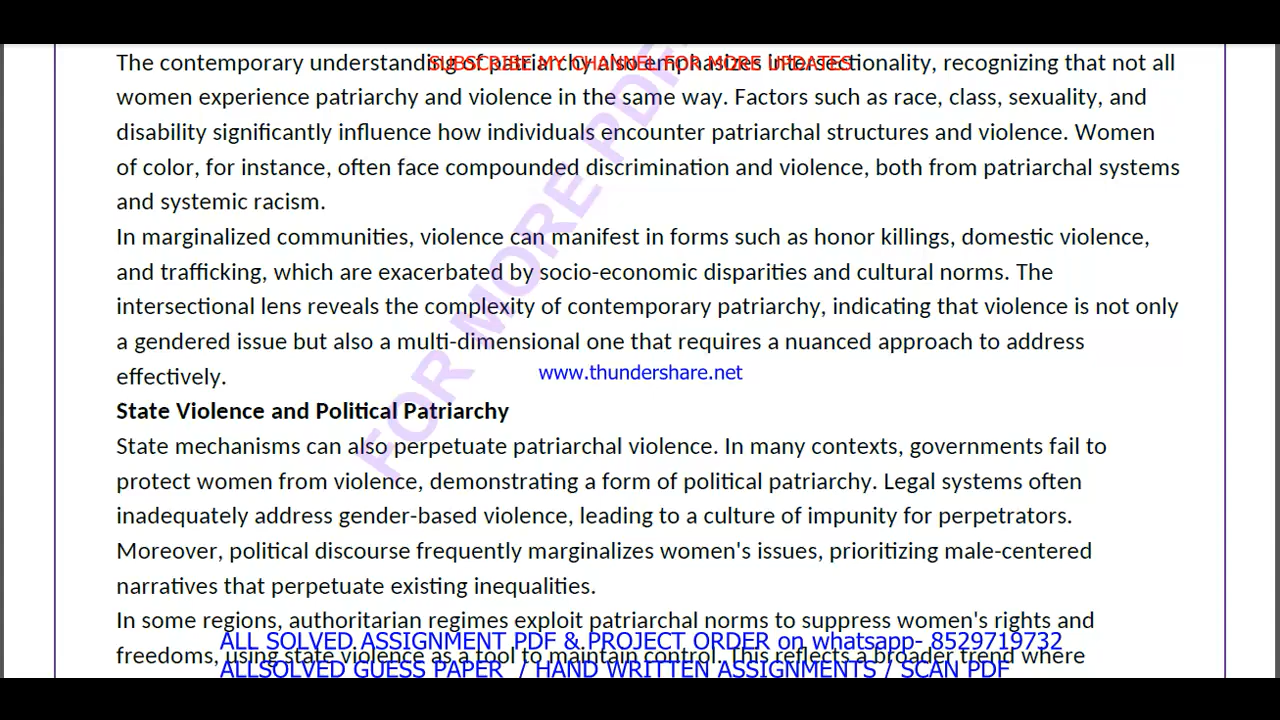 SUBSCRIBE MY CHANNEL FOR MORE UPDATES
The contemporary understanding of patriarchy also emphasizes intersectionality, recognizing that not all
women experience patriarchy and violence in the same way. Factors such as race, class, sexuality, and
disability significantly influence how individuals encounter patriarchal structures and violence. Women
of color, for instance, often face compounded discrimination and violence, both from patriarchal systems
and systemic racism.
In marginalized communities, violence can manifest in forms such as honor killings, domestic violence,
and trafficking, which are exacerbated by socio-economic disparities and cultural norms. The
intersectional lens reveals the complexity of contemporary patriarchy, indicating that violence is not only
a gendered issue but also a multi-dimensional one that requires a nuanced approach to address
effectively.
www.thundershare.net
FOR MORE PDF
State Violence and Political Patriarchy
State mechanisms can also perpetuate patriarchal violence. In many contexts, governments fail to
protect women from violence, demonstrating a form of political patriarchy. Legal systems often
inadequately address gender-based violence, leading to a culture of impunity for perpetrators.
Moreover, political discourse frequently marginalizes women's issues, prioritizing male-centered
narratives that perpetuate existing inequalities.
In some regions, authoritarian regimes exploit patriarchal norms to suppress women's rights and
ALL SOLVED ASSIGNMENT PDF & PROJECT ORDER on whatsapp- 8529719732
freedoms, using state violence as a tool to maintain control. This reflects a broader trend where
ALLSOLVED GUESS PAPER / HAND WRITTEN ASSIGNMENTS / SCAN PDF